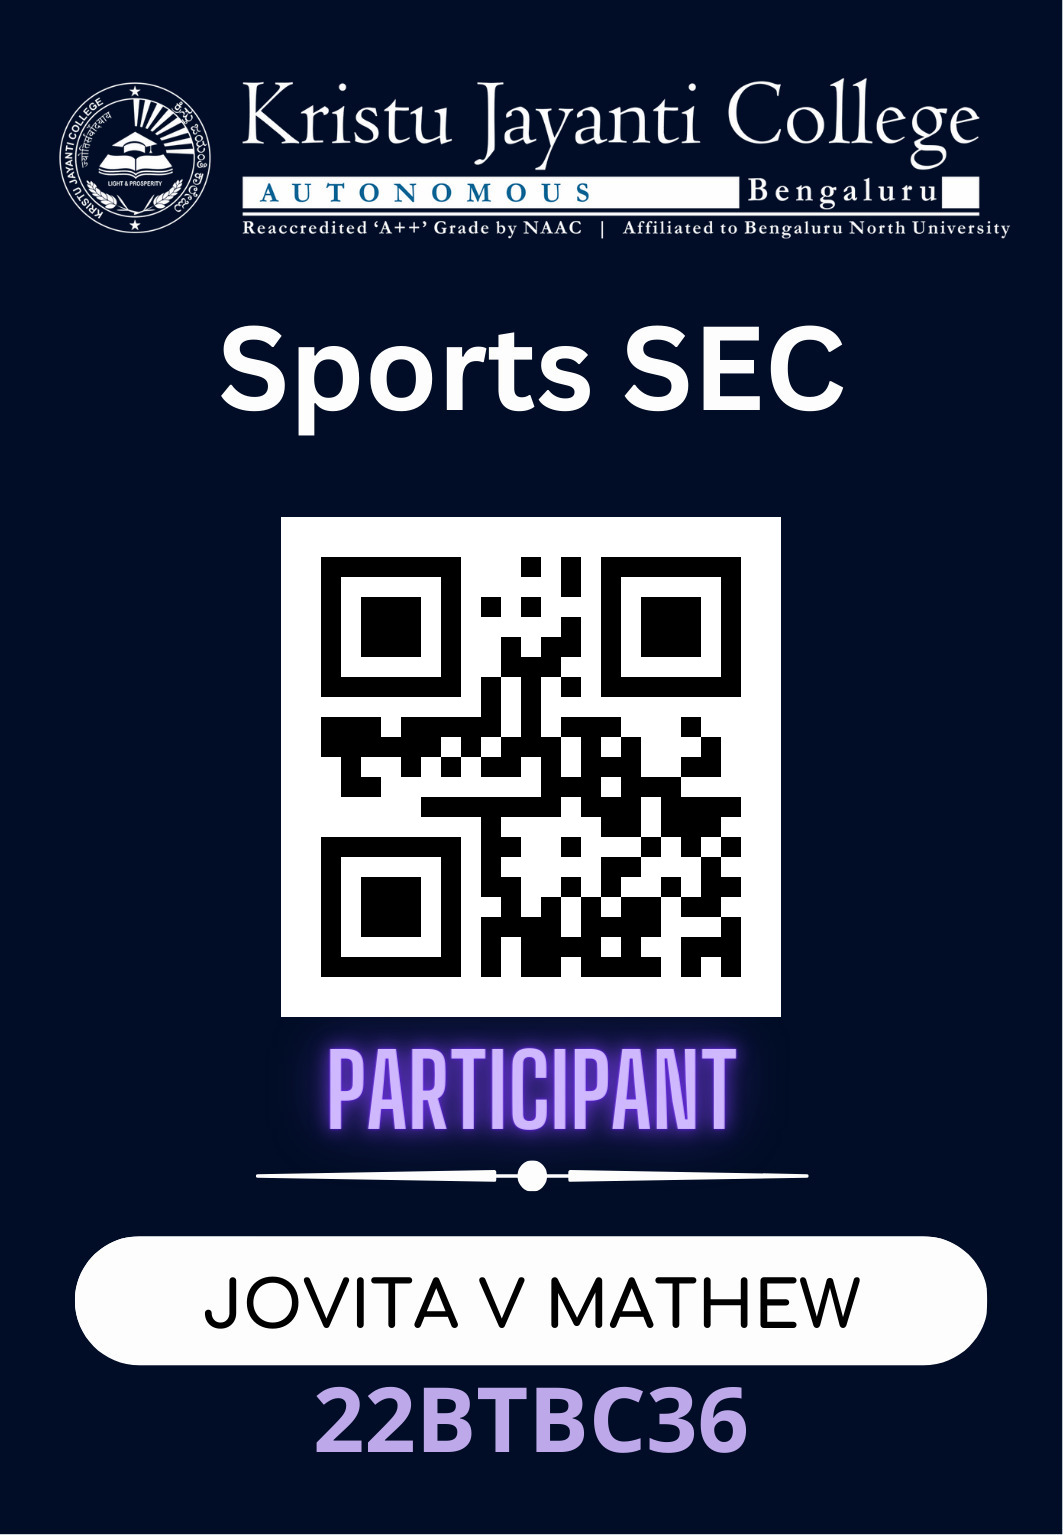 KRISTU JAYANTI COLLEGE
ಕ್ರಿಸ್ತು ಜಯಂತಿ ಕಾಲೇಜು
LIGHT & PROSPERITY
Kristu Jayanti College
AUTONOMOUS Bengaluru
Reaccredited ‘A++’ Grade by NAAC | Affiliated to Bengaluru North University
Sports SEC
PARTICIPANT
JOVITA V MATHEW
22BTBC36